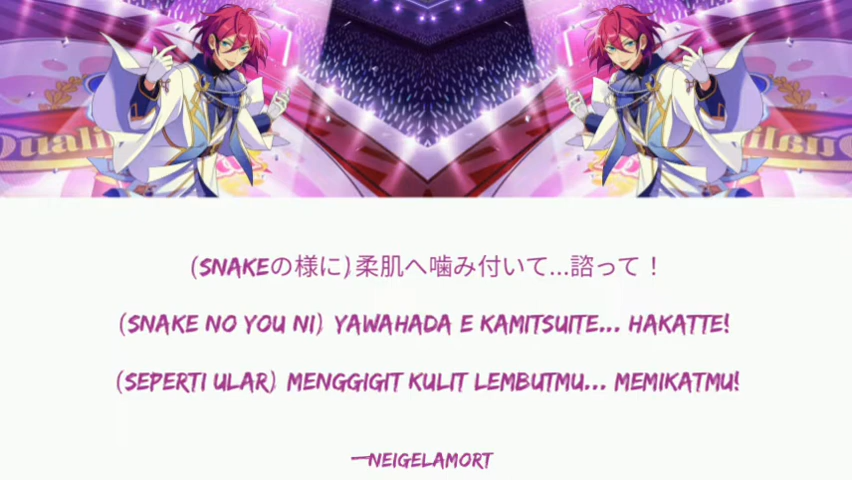 (SNAKEの様に)柔肌へ噛み付いて...諮って！
(SNAKE NO YOU NI) YAWAHADA E KAMITSUITE... HAKATTE!
(SEPERTI ULAR) MENGGIGIT KULIT LEMBUTMU... MEMIKATMU!
—NEIGELAMORT